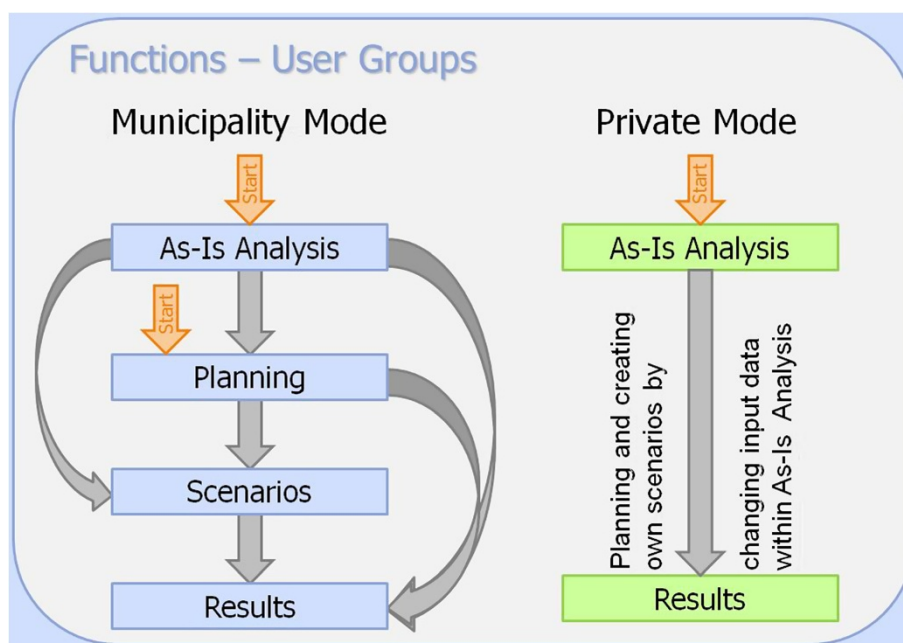 Functions – User Groups
Municipality Mode
Start
As-Is Analysis
Start
Planning
Scenarios
Results
Private Mode
Start
As-Is Analysis
Planning and creating
own scenarios by
changing input data
within As-Is Analysis
Results